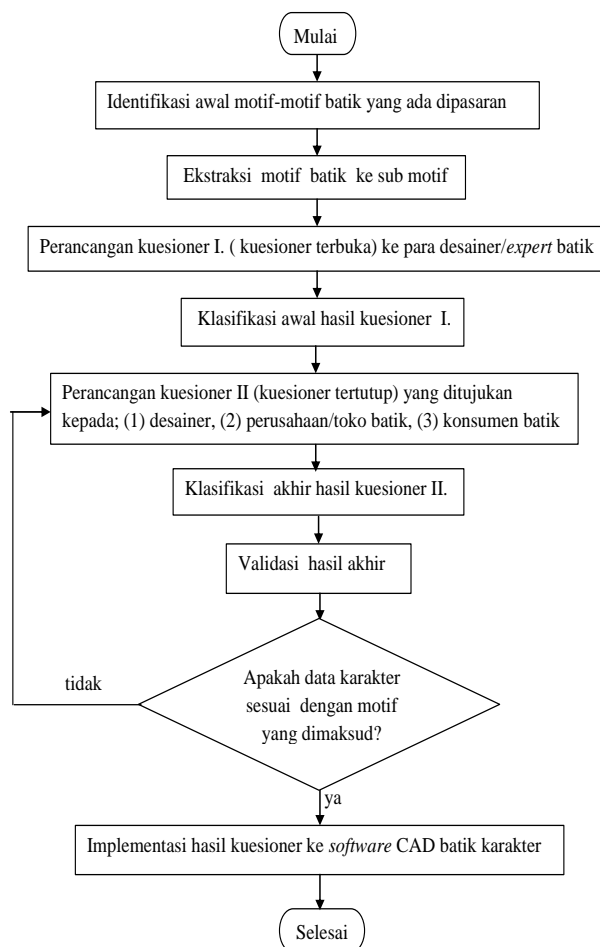 Mulai
Identifikasi awal motif-motif batik yang ada dipasaran
Ekstraksi motif batik ke sub motif
Perancangan kuesioner I. ( kuesioner terbuka) ke para desainer/expert batik
Klasifikasi awal hasil kuesioner I.
Perancangan kuesioner II (kuesioner tertutup) yang ditujukan
kepada; (1) desainer, (2) perusahaan/toko batik, (3) konsumen batik
Klasifikasi akhir hasil kuesioner II.
Validasi hasil akhir
tidak
Apakah data karakter
sesuai dengan motif
yang dimaksud?
ya
Implementasi hasil kuesioner ke software CAD batik karakter
Selesai